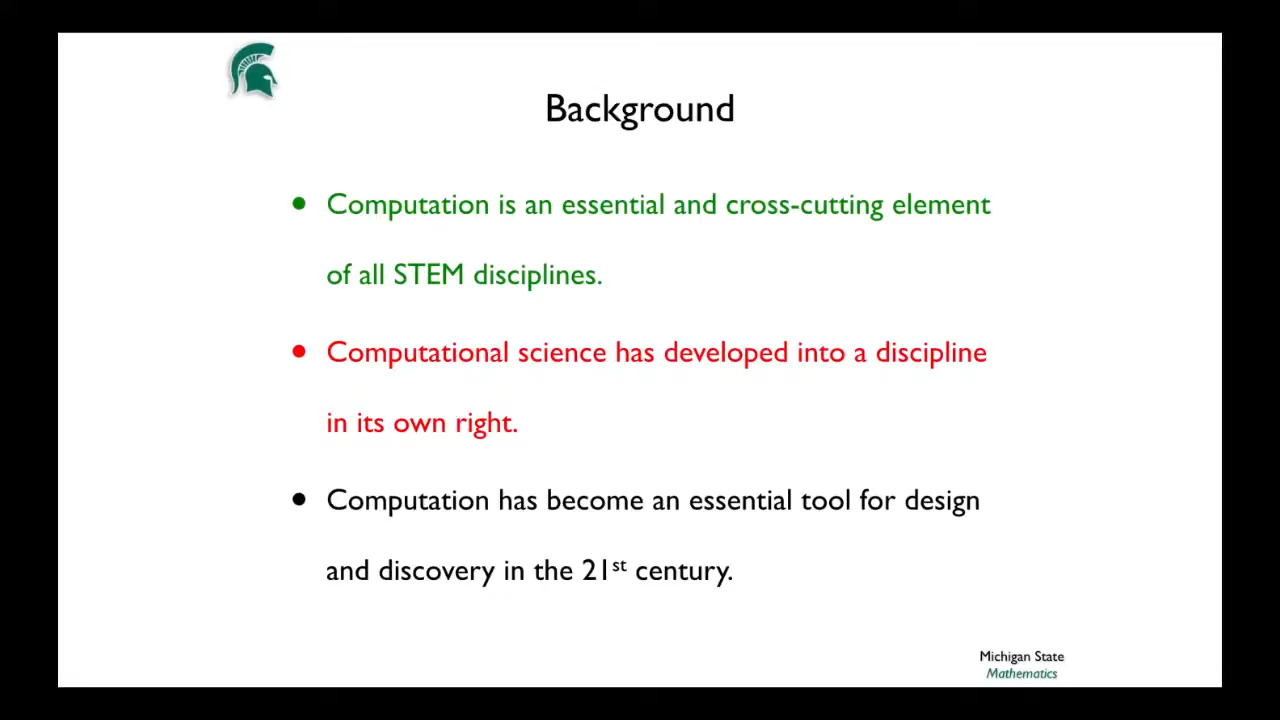 Background
• Computation is an essential and cross-cutting element
of all STEM disciplines.
• Computational science has developed into a discipline
in its own right.
• Computation has become an essential tool for design
and discovery in the 21st century.
Michigan State
Mathematics